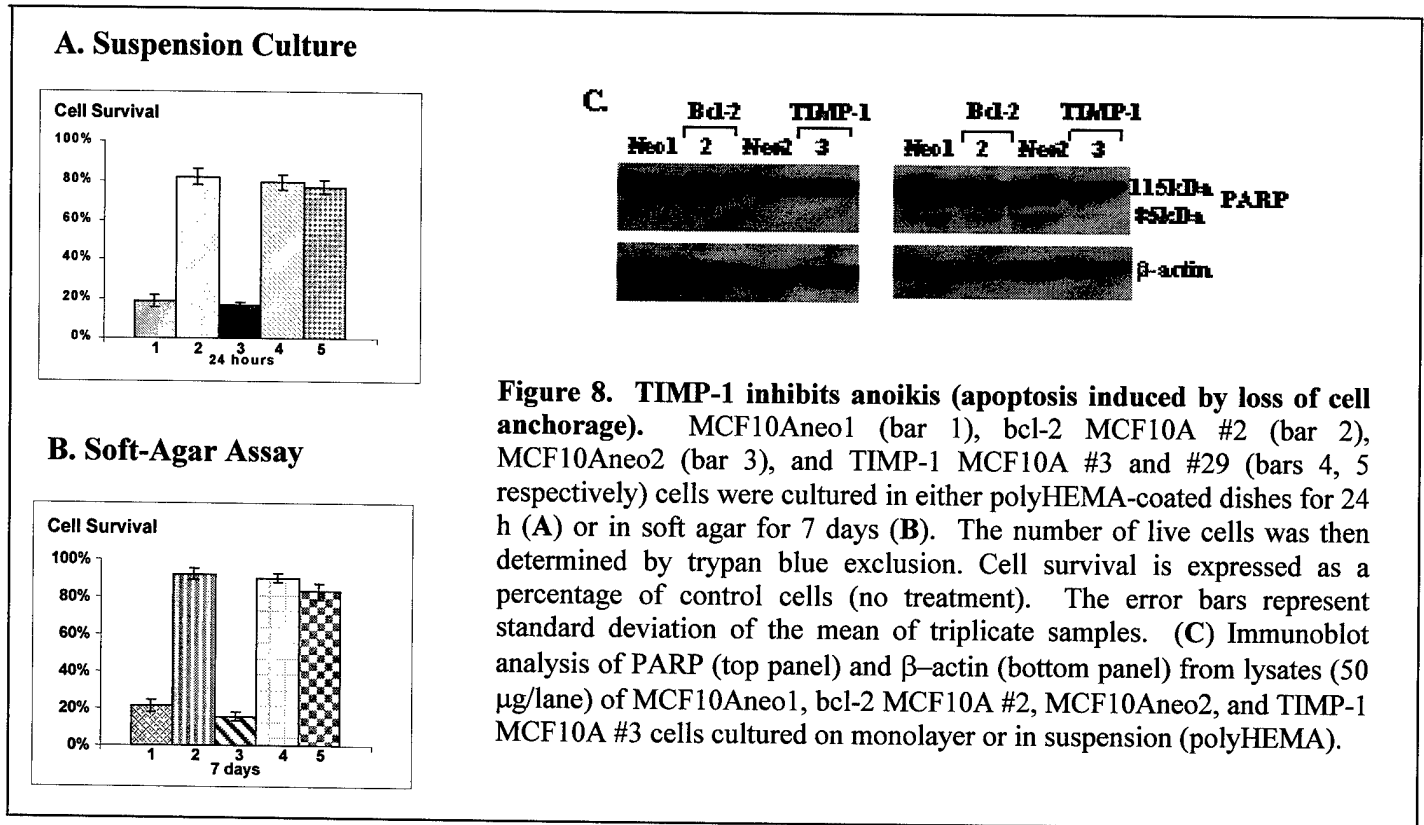 A. Suspension Culture
Cell Survival
100%
80%
60%
40%
20%
0%
1 2 3 4 5
24 hours
B. Soft-Agar Assay
Cell Survival
100%
80%
60%
40%
20%
0%
1 2 3 4 5
7 days
C.
Bcl-2 TIMP-1 Bcl-2 TIMP-1
Neo1 2 Neo2 3 Neo1 2 Neo2 3
115kDa
PARP
85kDa
β-actin
Figure 8. TIMP-1 inhibits anoikis (apoptosis induced by loss of cell
anchorage). MCF10Aneo1 (bar 1), bcl-2 MCF10A #2 (bar 2),
MCF10Aneo2 (bar 3), and TIMP-1 MCF10A #3 and #29 (bars 4, 5
respectively) cells were cultured in either polyHEMA-coated dishes for 24
h (A) or in soft agar for 7 days (B). The number of live cells was then
determined by trypan blue exclusion. Cell survival is expressed as a
percentage of control cells (no treatment). The error bars represent
standard deviation of the mean of triplicate samples. (C) Immunoblot
analysis of PARP (top panel) and β–actin (bottom panel) from lysates (50
μg/lane) of MCF10Aneo1, bcl-2 MCF10A #2, MCF10Aneo2, and TIMP-1
MCF10A #3 cells cultured on monolayer or in suspension (polyHEMA).